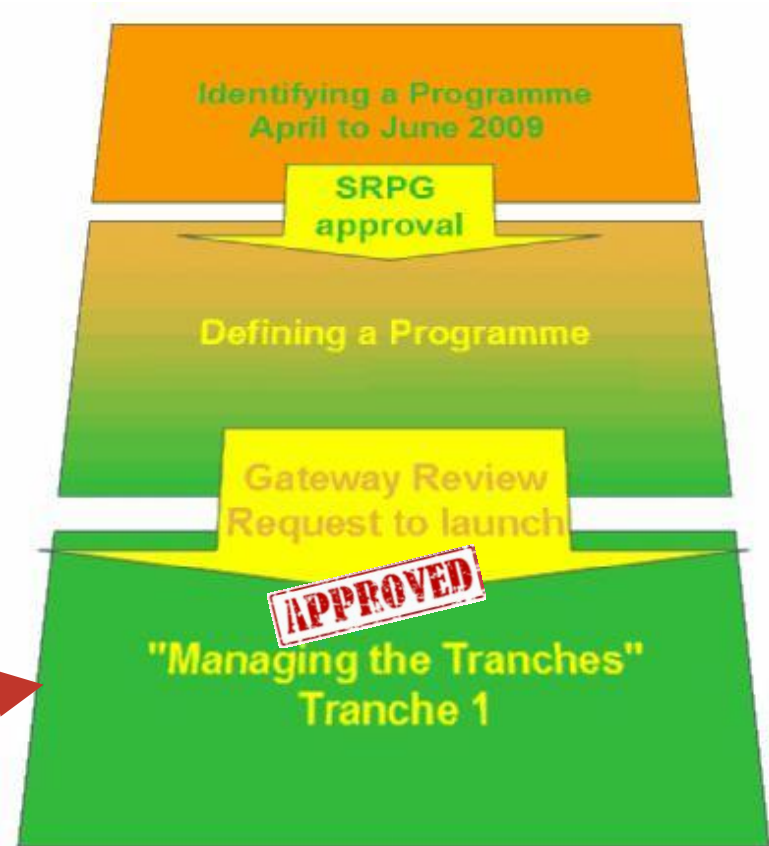 Identifying a Programme
April to June 2009
SRPG
approval
Defining a Programme
Gateway Review
Request to launch
APPROVED
"Managing the Tranches"
Tranche 1